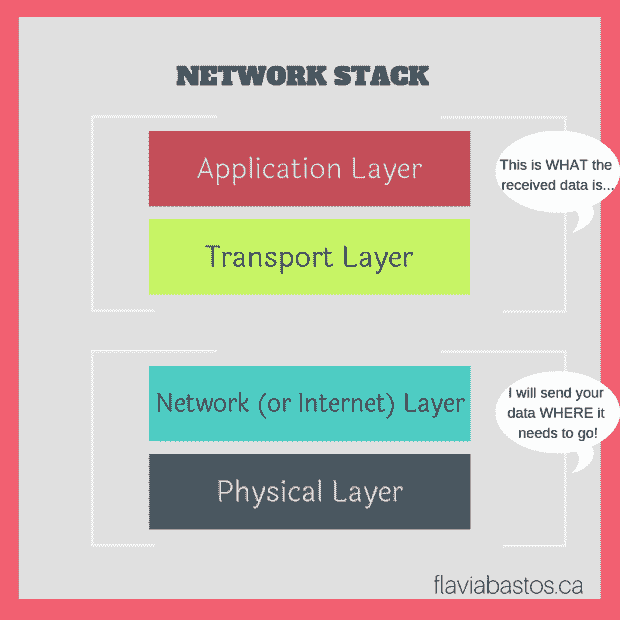 NETWORK STACK
Application Layer
This is WHAT the
received data is...
Transport Layer
Network (or Internet) Layer
I will send your
data WHERE it
needs to go!
Physical Layer
flaviabastos.ca